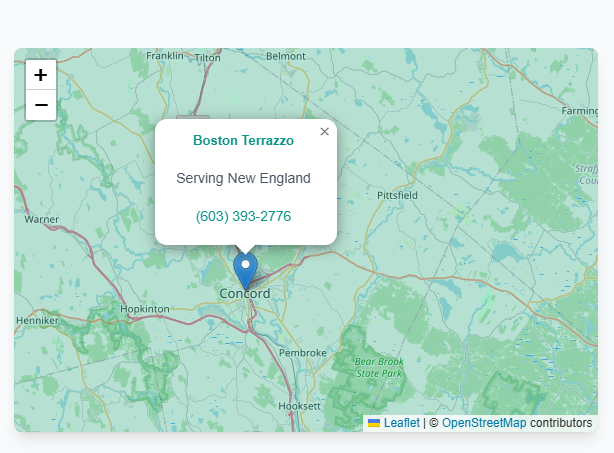 Franklin
Tilton
Belmont
+
−
Farming
Boston Terrazzo
×
Serving New England
Pittsfield
(603) 393-2776
Warner
Concord
Hopkinton
Henniker
Pembroke
Bear Brook
State Park
Hooksett
Leaflet | © OpenStreetMap contributors